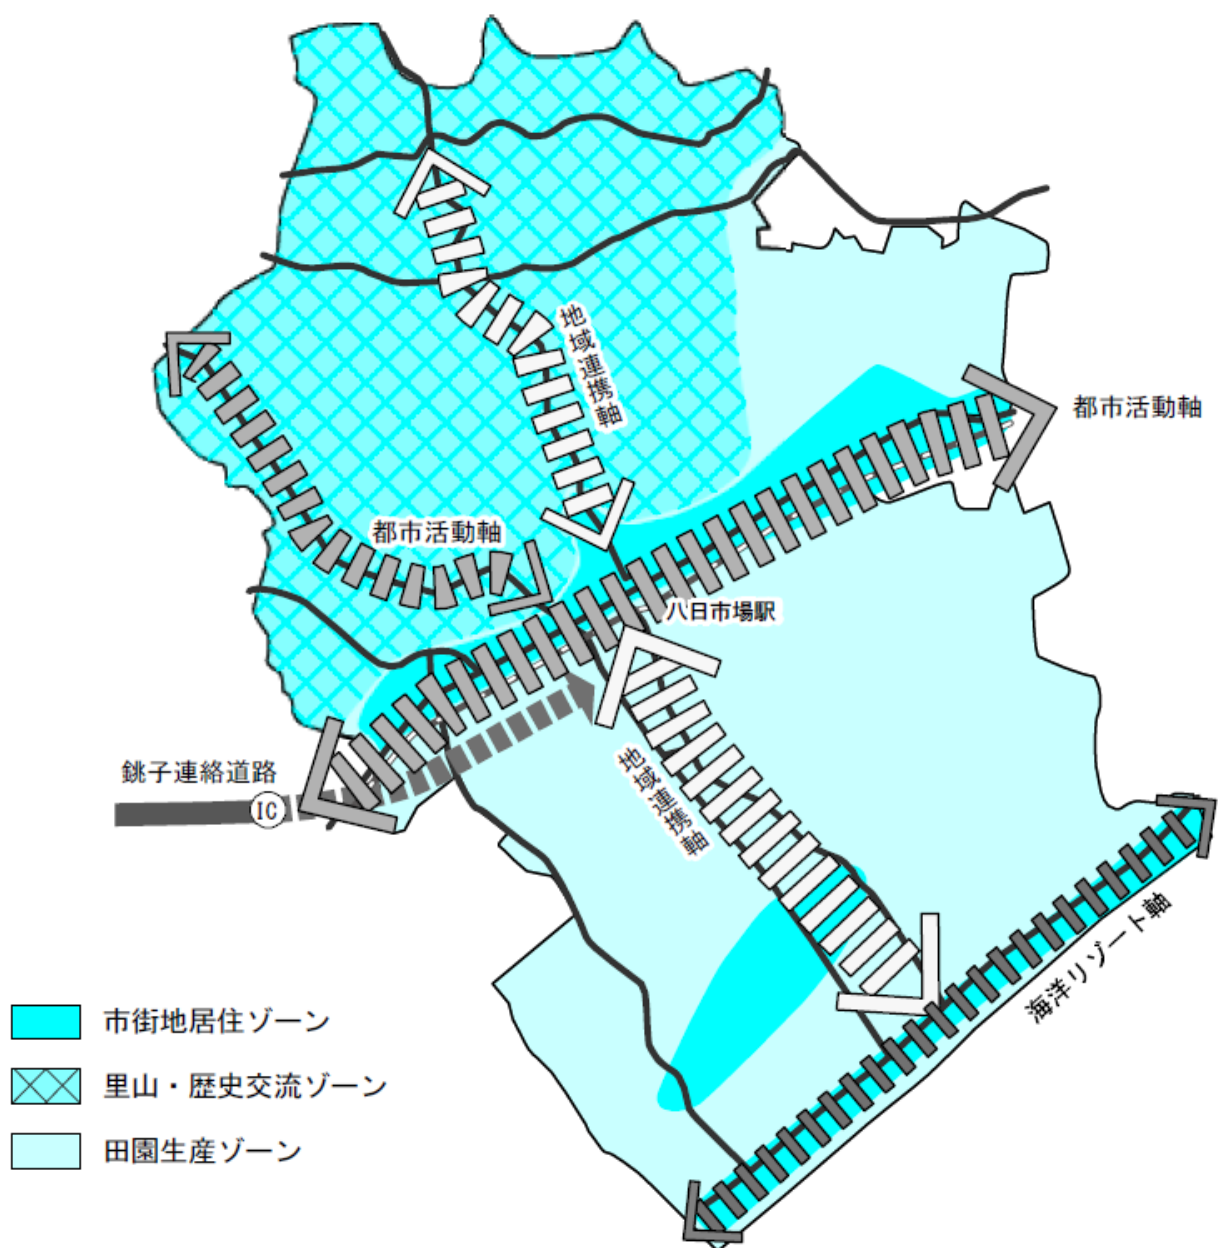 地域連携軸
都市活動軸
都市活動軸
八日市場駅
銚子連絡道路
IC
地域連携軸
海洋リゾート軸
市街地居住ゾーン
里山・歴史交流ゾーン
田園生産ゾーン